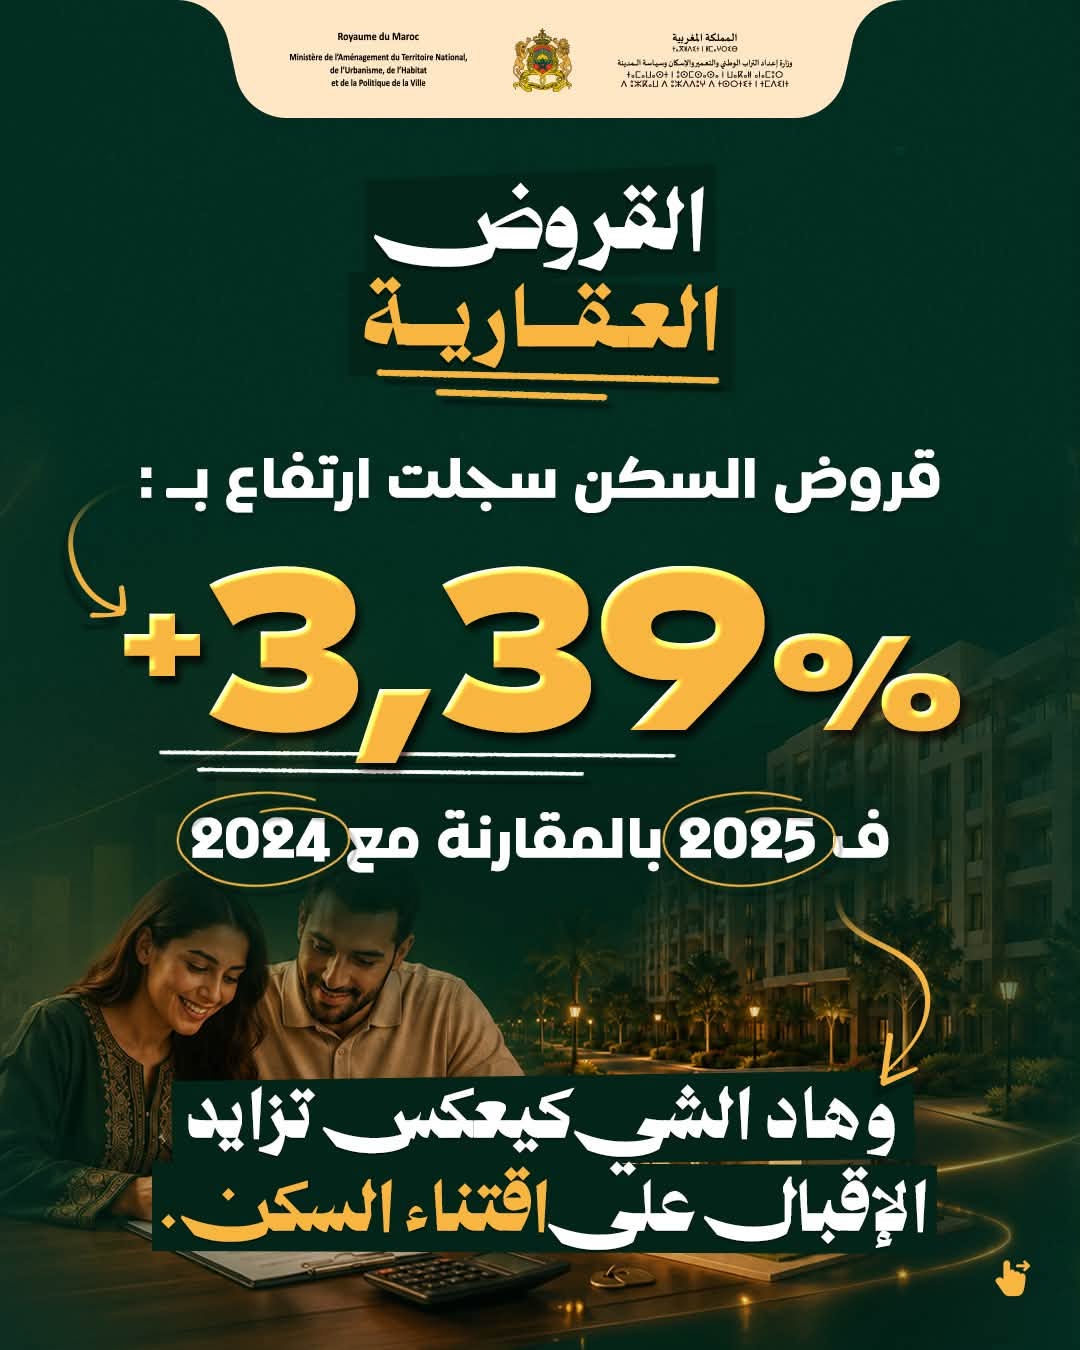 Royaume du Maroc
Ministère de l'Aménagement du Territoire National,
de l'Urbanisme, de l'Habitat
et de la Politique de la Ville
المملكة المغربية
ⵜⴰⴳⵍⴷⵉⵜ ⵏ ⵍⵎⵖⵔⵉⴱ
وزارة إعداد التراب الوطني والتعمير والإسكان وسياسة المدينة
القروض
العقارية
قروض السكن سجلت ارتفاع بـ :
+3,39%
ف 2025 بالمقارنة مع 2024
وهاد الشي كيعكس تزايد
الإقبال على اقتناء السكن.